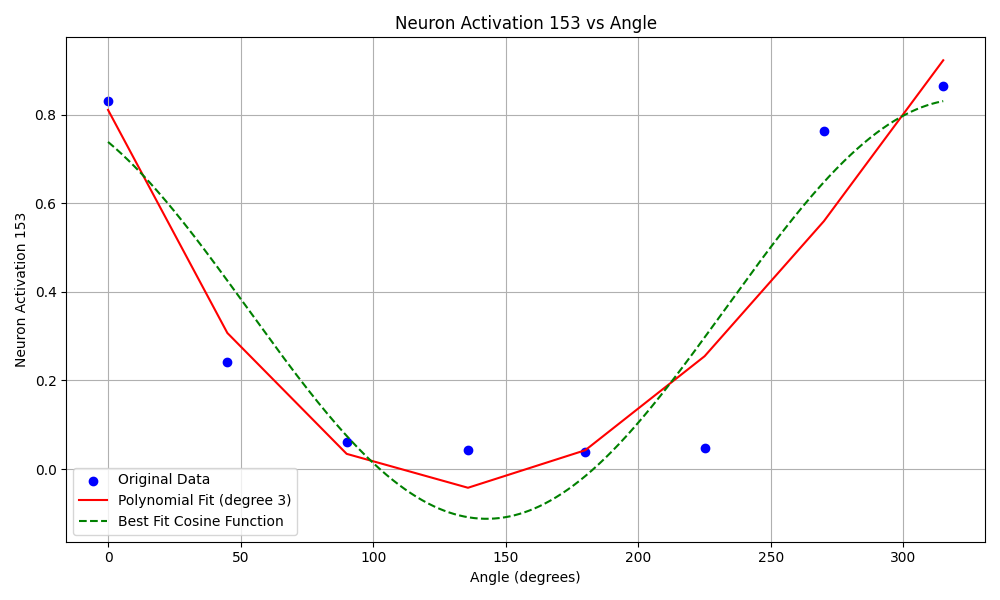 Neuron Activation 153 vs Angle
Neuron Activation 153
0.8
0.6
0.4
0.2
0.0
Original Data
Polynomial Fit (degree 3)
Best Fit Cosine Function
0 50 100 150 200 250 300
Angle (degrees)